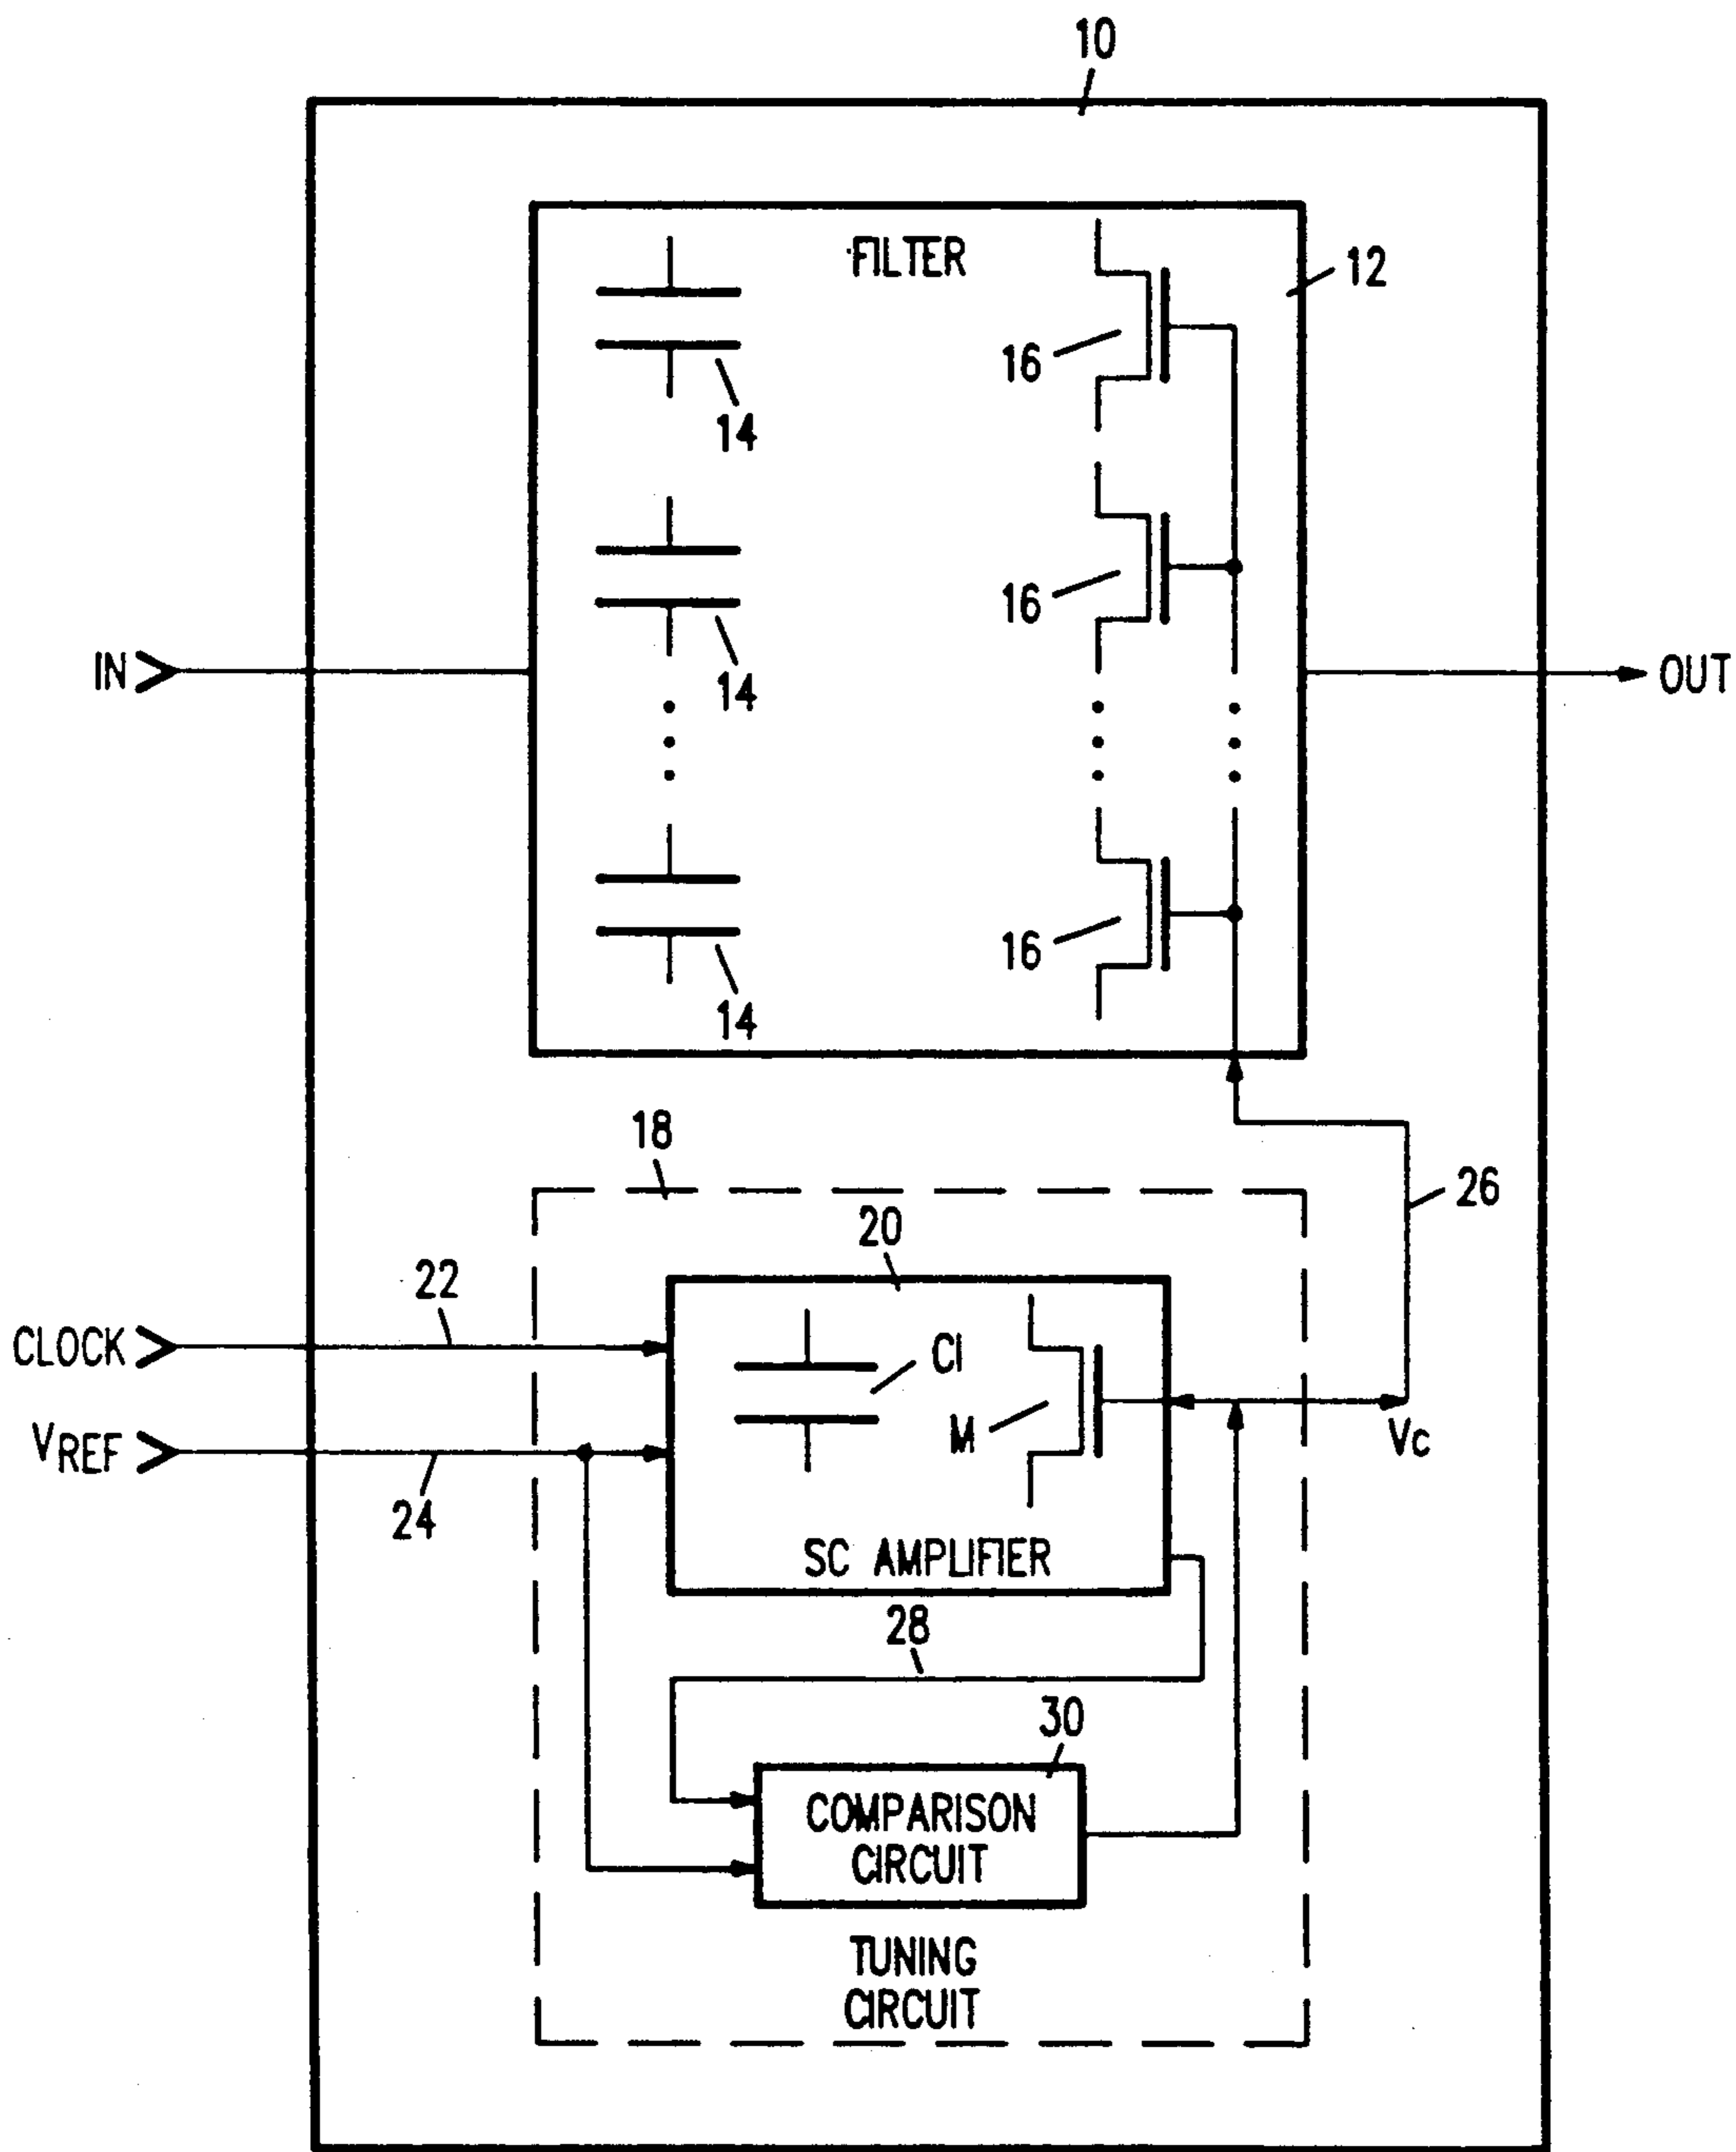 10
FILTER
12
16
14
16
IN
14
OUT
16
14
18
26
20
22
CLOCK
CI
M
VREF
Vc
24
SC AMPLIFIER
28
30
COMPARISON
CIRCUIT
TUNING
CIRCUIT